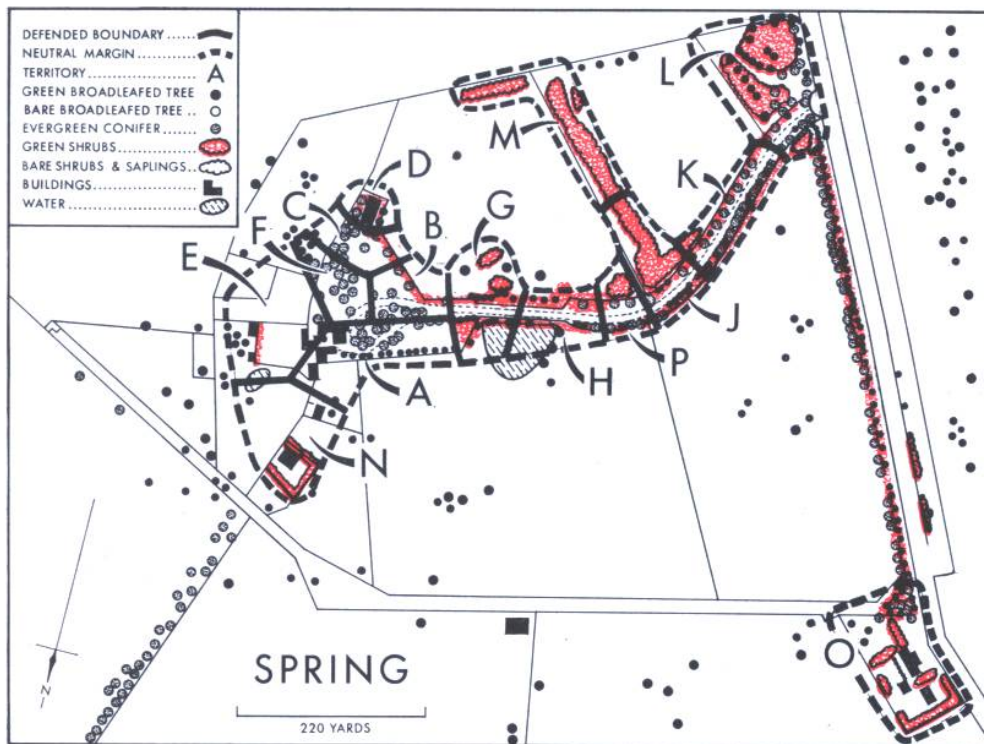 DEFENDED BOUNDARY ......
NEUTRAL MARGIN ............
TERRITORY ..................... A
GREEN BROADLEAFED TREE
BARE BROADLEAFED TREE ..
EVERGREEN CONIFER .......
GREEN SHRUBS ...............
BARE SHRUBS & SAPLINGS ..
BUILDINGS .....................
WATER ..........................
L
M
D
K
C
G
B
F
E
J
P
H
A
N
O
SPRING
N
220 YARDS